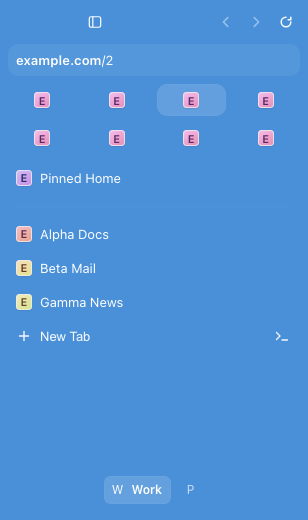 example.com/2
E E E E
E E E E
E Pinned Home
E Alpha Docs
E Beta Mail
E Gamma News
New Tab
W Work P